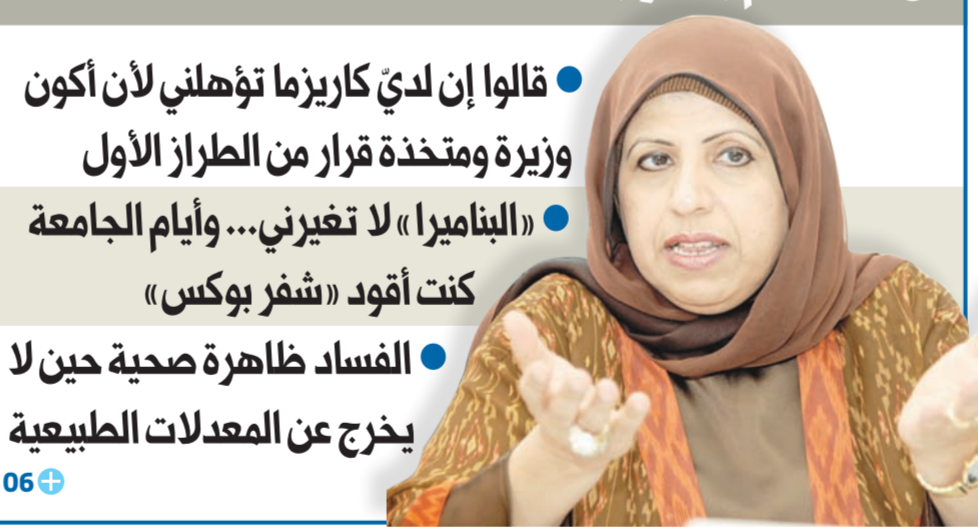 ● قالوا إن لديّ كاريزما تؤهلني لأن أكون
وزيرة ومتخذة قرار من الطراز الأول
● «البناميرا» لا تغيرني... وأيام الجامعة
كنت أقود «شفر بوكس»
● الفساد ظاهرة صحية حين لا
يخرج عن المعدلات الطبيعية
06